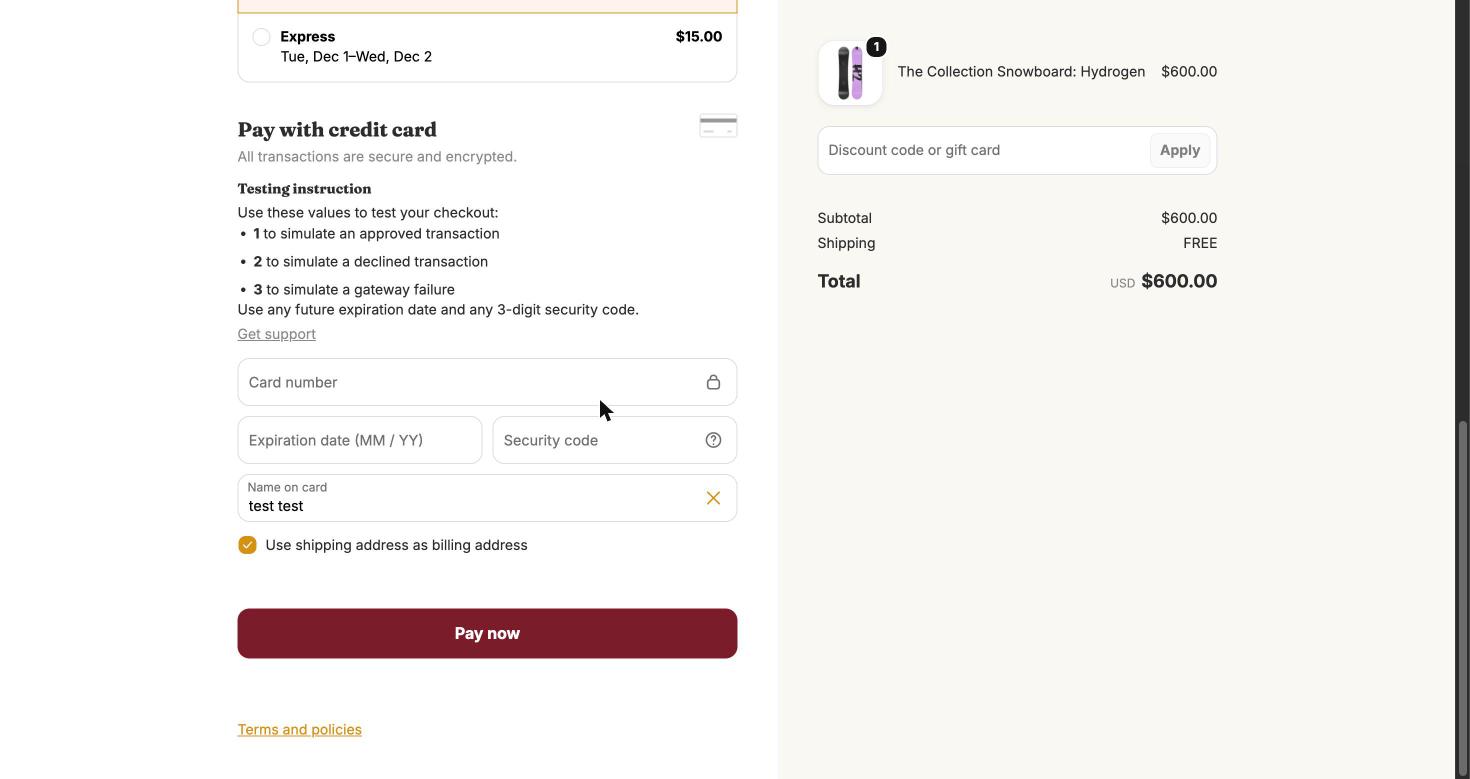 Express $15.00
Tue, Dec 1–Wed, Dec 2
Pay with credit card
All transactions are secure and encrypted.
Testing instruction
Use these values to test your checkout:
• 1 to simulate an approved transaction
• 2 to simulate a declined transaction
• 3 to simulate a gateway failure
Use any future expiration date and any 3-digit security code.
Get support
Card number
Expiration date (MM / YY) Security code
Name on card
test test
Use shipping address as billing address
Pay now
Terms and policies
1
The Collection Snowboard: Hydrogen $600.00
Discount code or gift card Apply
Subtotal $600.00
Shipping FREE
Total USD $600.00